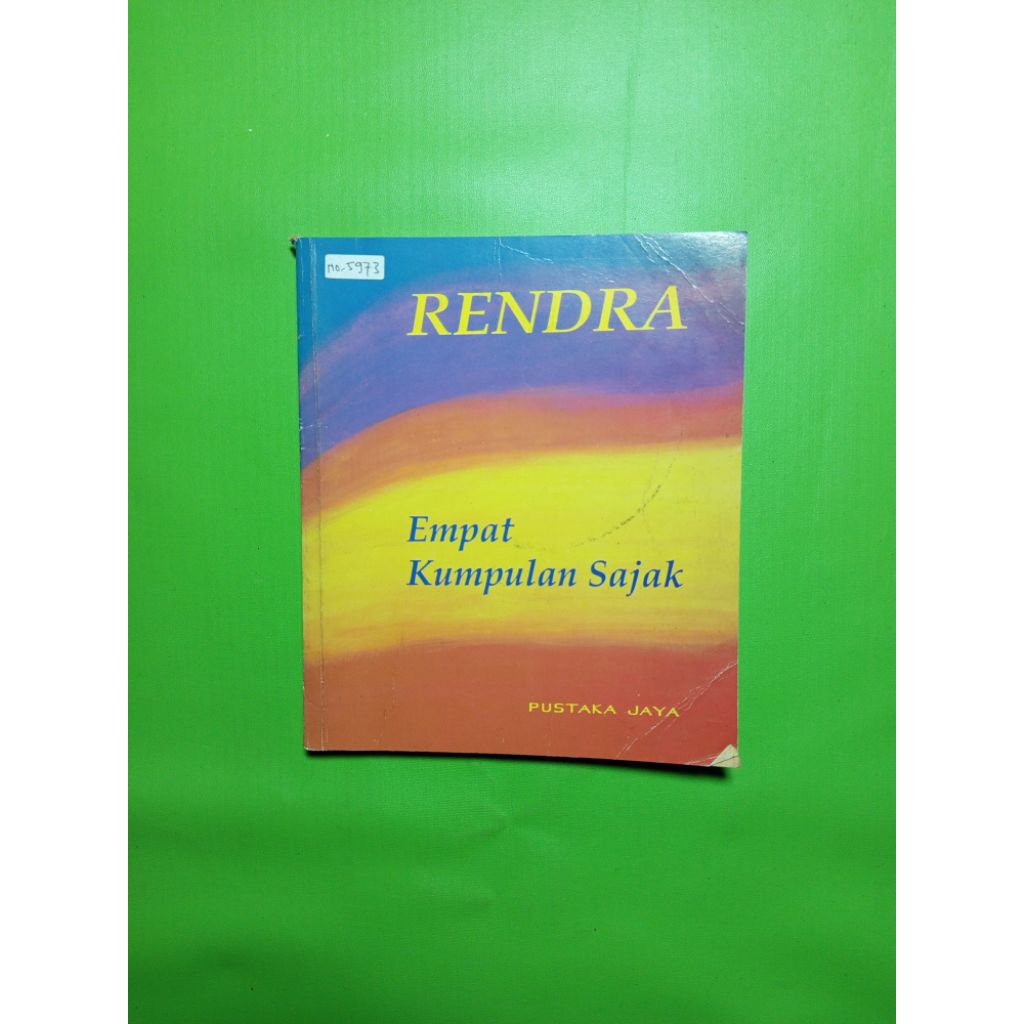 no.5973
RENDRA
Empat
Kumpulan Sajak
PUSTAKA JAYA